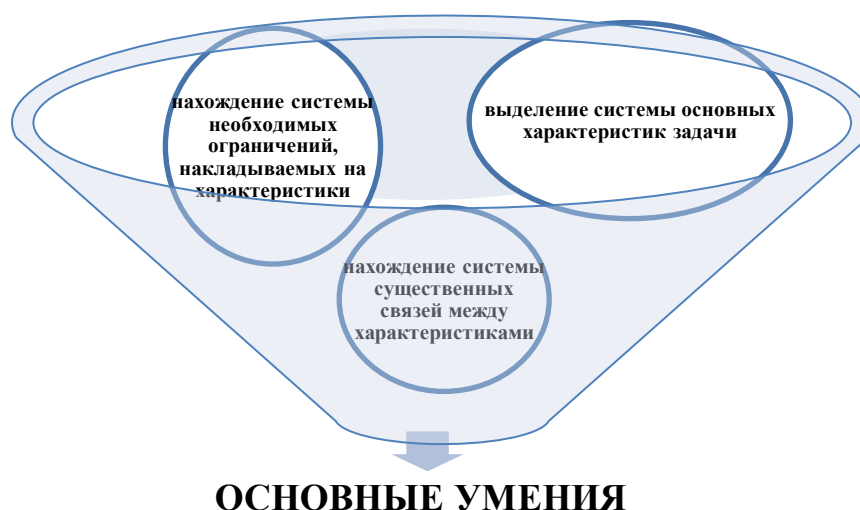 нахождение системы
необходимых
ограничений,
накладываемых на
характеристики
выделение системы основных
характеристик задачи
нахождение системы
существенных
связей между
характеристиками
ОСНОВНЫЕ УМЕНИЯ